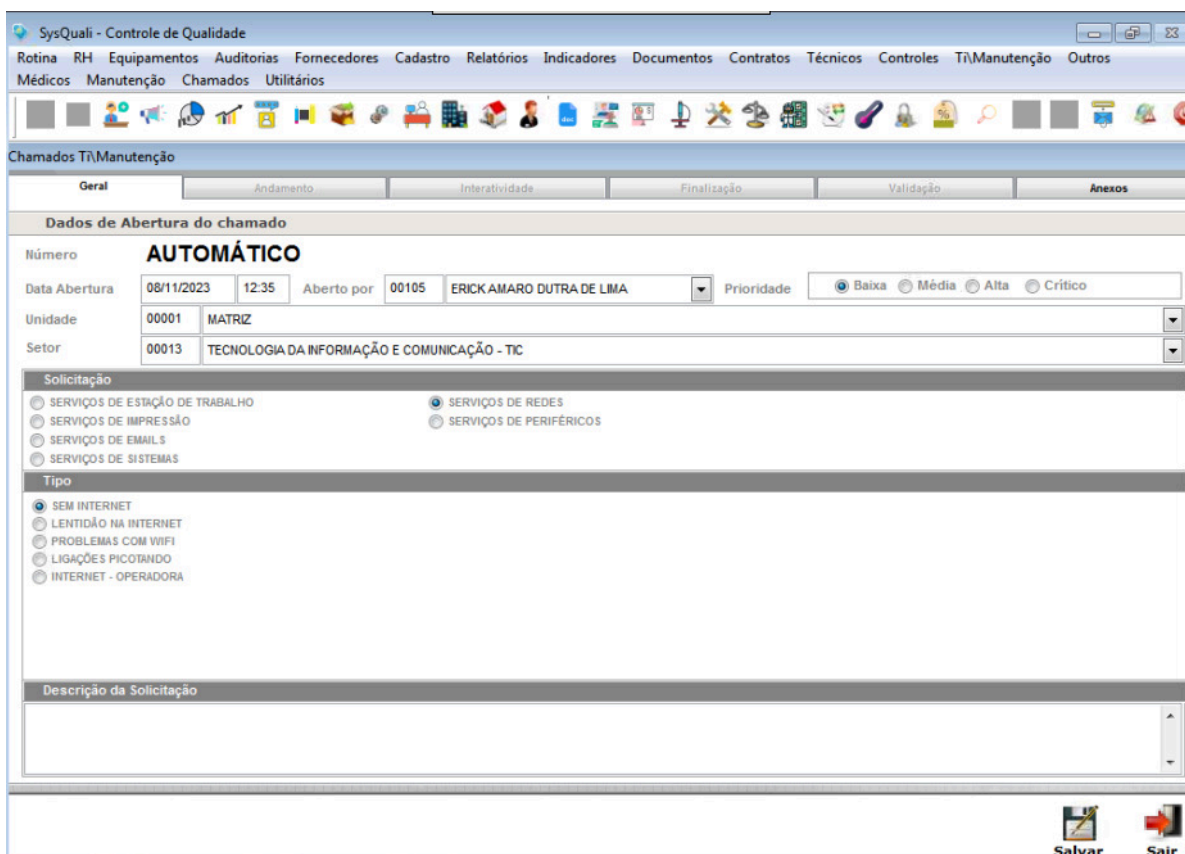 SysQuali - Controle de Qualidade
Rotina RH Equipamentos Auditorias Fornecedores Cadastro Relatórios Indicadores Documentos Contratos Técnicos Controles Ti\Manutenção Outros
Médicos Manutenção Chamados Utilitários
Chamados Ti\Manutenção
Geral Andamento Interatividade Finalização Validação Anexos
Dados de Abertura do chamado
Número AUTOMÁTICO
Data Abertura 08/11/2023 12:35 Aberto por 00105 ERICK AMARO DUTRA DE LIMA Prioridade Baixa Média Alta Crítico
Unidade 00001 MATRIZ
Setor 00013 TECNOLOGIA DA INFORMAÇÃO E COMUNICAÇÃO - TIC
Solicitação
SERVIÇOS DE ESTAÇÃO DE TRABALHO SERVIÇOS DE REDES
SERVIÇOS DE IMPRESSÃO SERVIÇOS DE PERIFÉRICOS
SERVIÇOS DE EMAILS
SERVIÇOS DE SISTEMAS
Tipo
SEM INTERNET
LENTIDÃO NA INTERNET
PROBLEMAS COM WIFI
LIGAÇÕES PICOTANDO
INTERNET - OPERADORA
Descrição da Solicitação
Salvar Sair